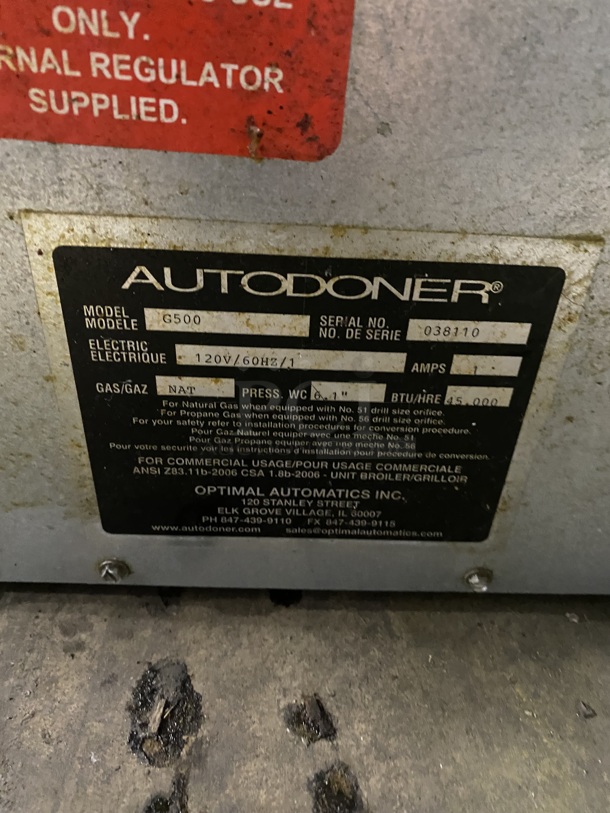 ONLY.
RNAL REGULATOR
SUPPLIED.
AUTODONER®
MODEL
MODÈLE
G500
SERIAL NO.
NO. DE SERIE
038110
ELECTRIC
ELECTRIQUE
120V/60HZ/1
AMPS
1
GAS/GAZ
NAT
PRESS. WC
6.1"
BTU/HRE
45,000
For Natural Gas when equipped with No. 51 drill size orifice.
For Propane Gas when equipped with No. 56 drill size orifice.
For your safety refer to installation procedures for conversion procedure.
Pour Gaz Naturel equiper avec une meche No. 51
Pour Gaz Propane equiper avec une meche No. 56
Pour votre securite voir les instructions d'installation pour procedure de conversion.
FOR COMMERCIAL USAGE/POUR USAGE COMMERCIALE
ANSI Z83.11b-2006 CSA 1.8b-2006 - UNIT BROILER/GRILLOIR
OPTIMAL AUTOMATICS INC.
120 STANLEY STREET
ELK GROVE VILLAGE, IL 60007
PH 847-439-9110 FX 847-439-9115
www.autodoner.com sales@optimalautomatics.com